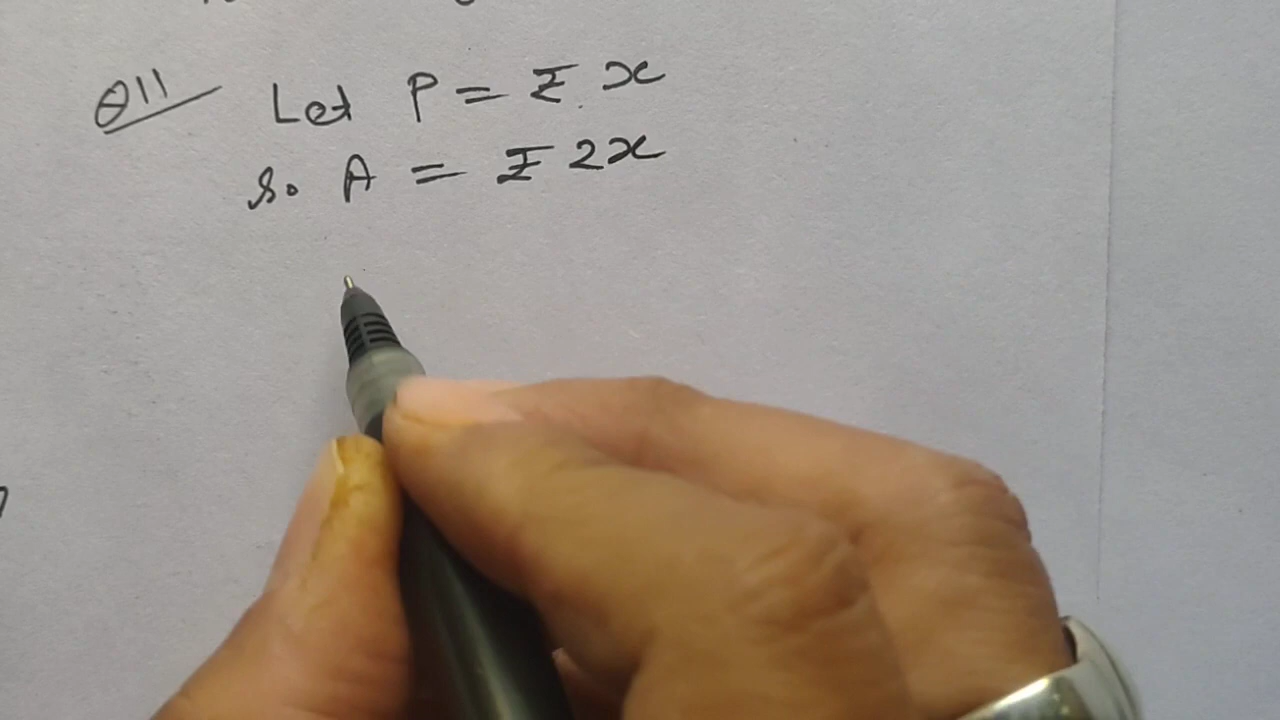 Q11 Let P = ₹ x
So A = ₹ 2x